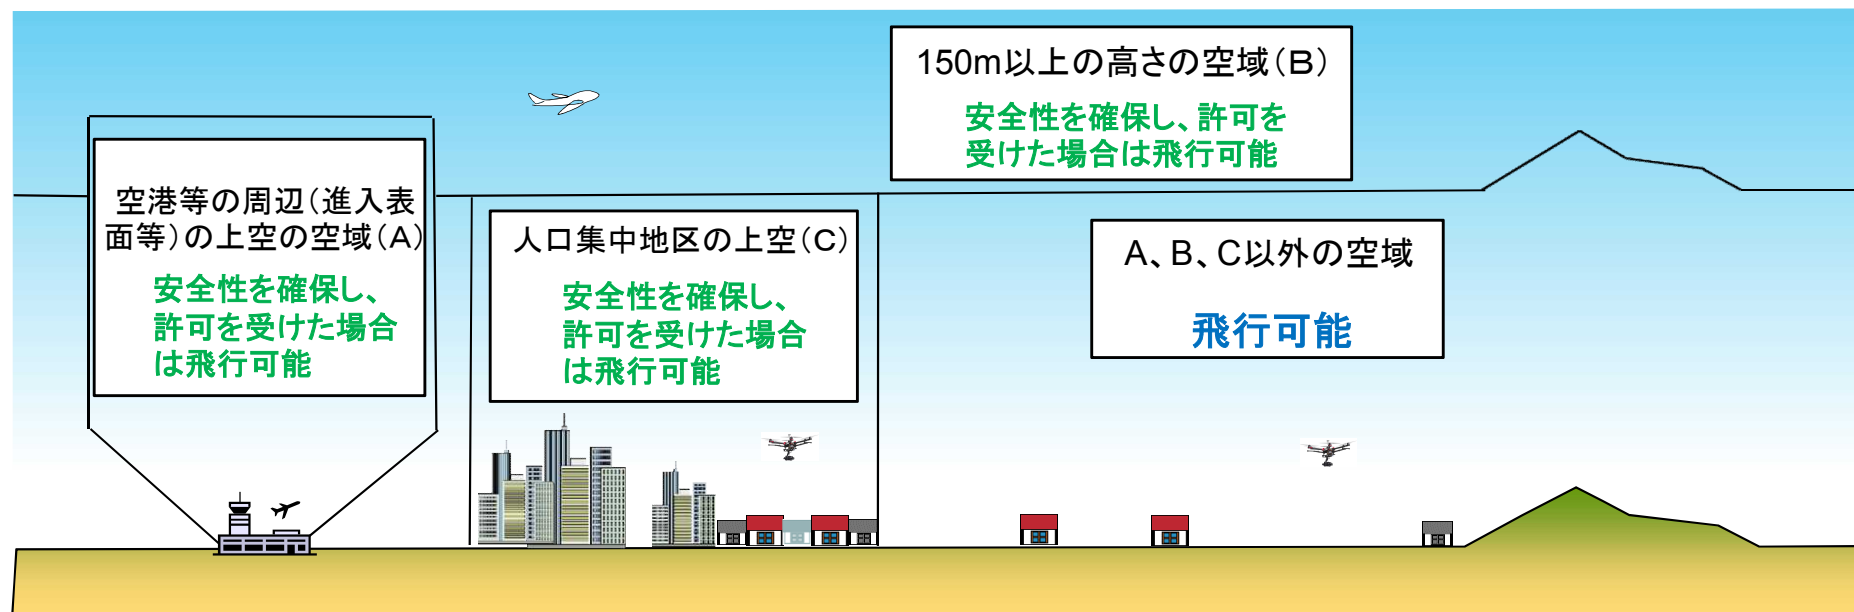 150m以上の高さの空域(B)
安全性を確保し、許可を
受けた場合は飛行可能
空港等の周辺(進入表
面等)の上空の空域(A)
安全性を確保し、
許可を受けた場合
は飛行可能
人口集中地区の上空(C)
安全性を確保し、
許可を受けた場合
は飛行可能
A、B、C以外の空域
飛行可能